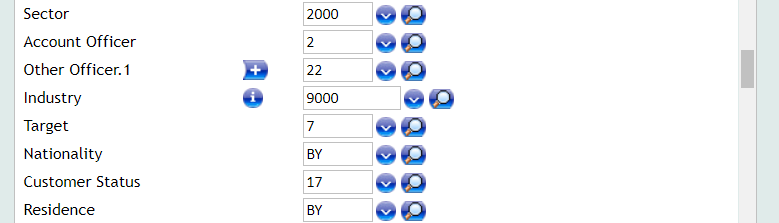 Sector 2000
Account Officer 2
Other Officer.1 22
Industry 9000
Target 7
Nationality BY
Customer Status 17
Residence BY